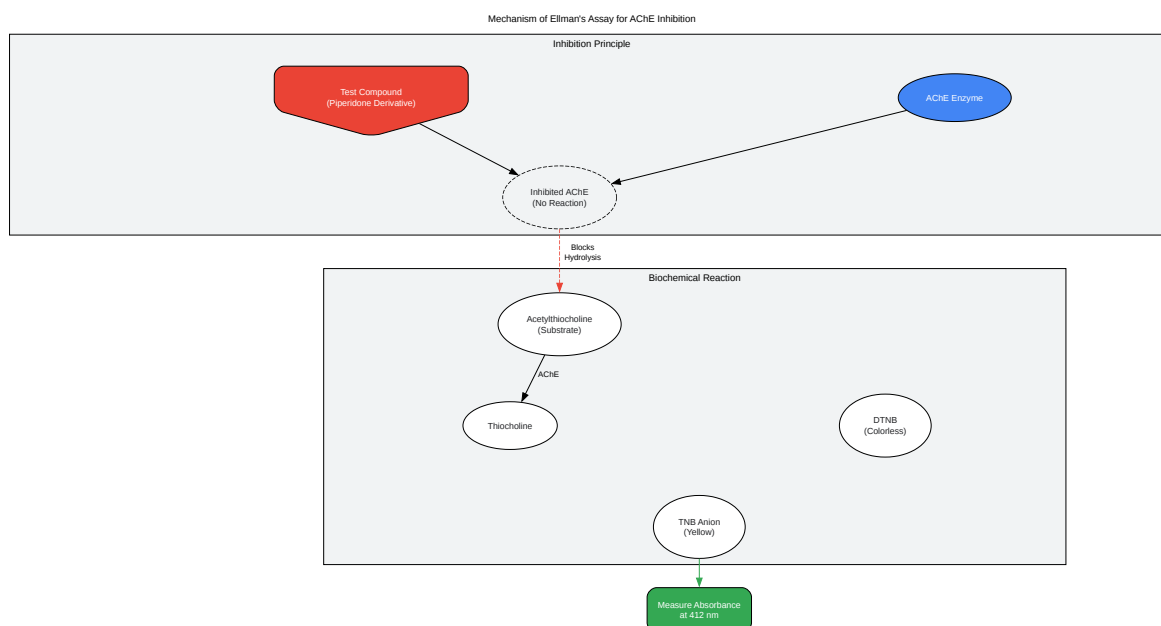 Mechanism of Ellman's Assay for AChE Inhibition
Inhibition Principle
Test Compound
(Piperidone Derivative)
AChE Enzyme
Inhibited AChE
(No Reaction)
Blocks
Hydrolysis
Biochemical Reaction
Acetylthiocholine
(Substrate)
AChE
Thiocholine
DTNB
(Colorless)
TNB Anion
(Yellow)
Measure Absorbance
at 412 nm